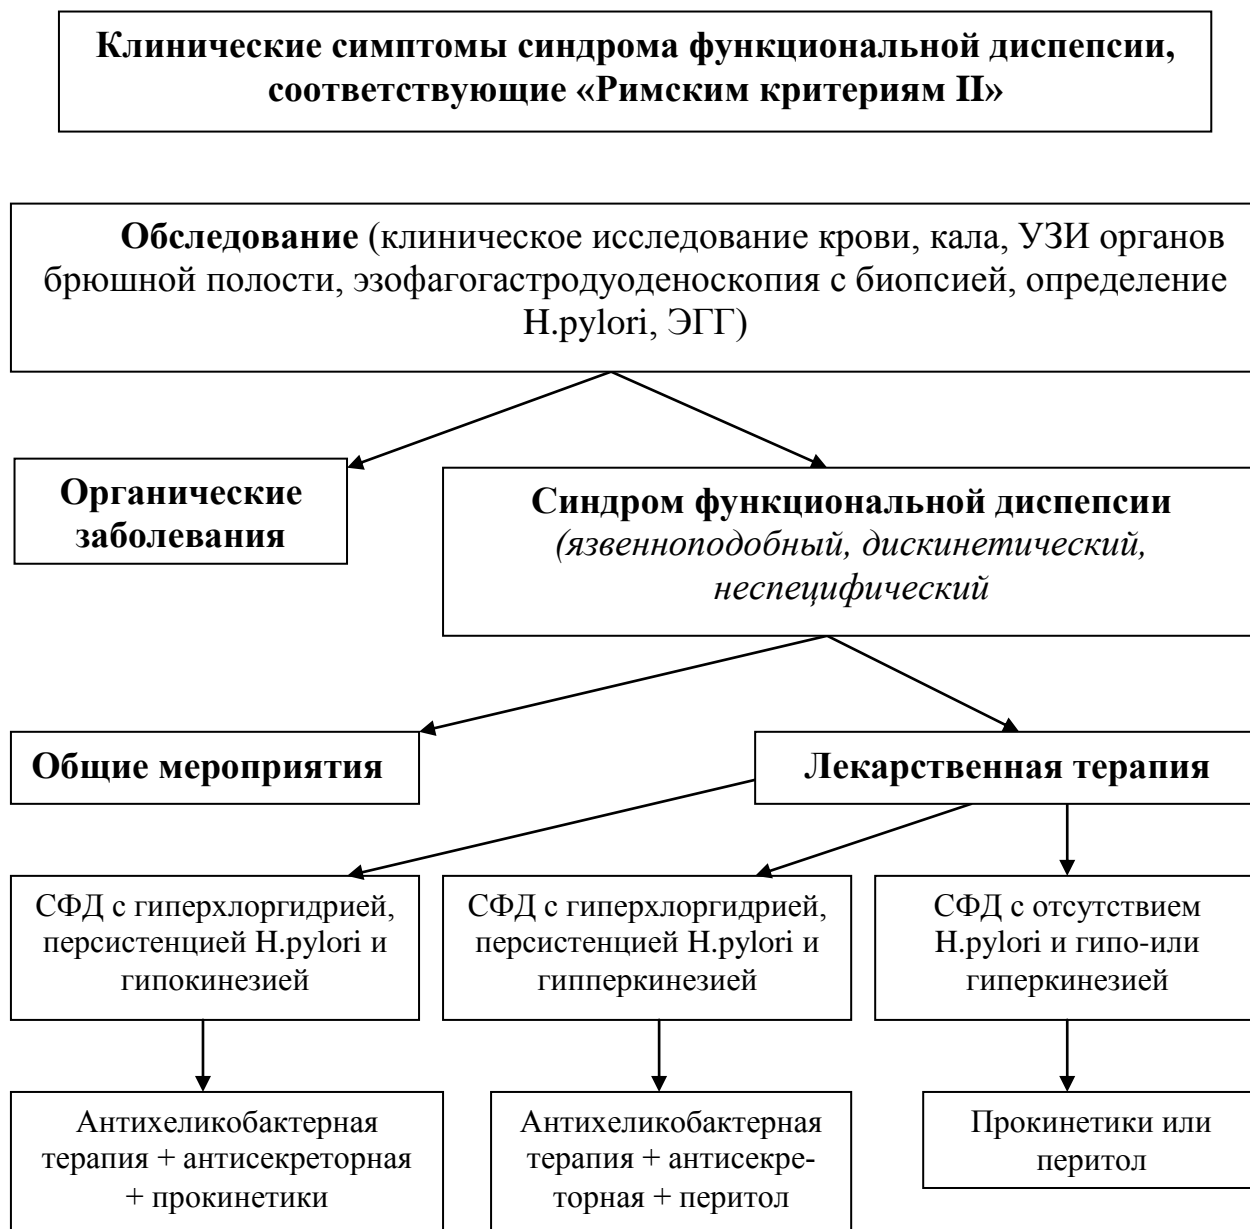 Клинические симптомы синдрома функциональной диспепсии,
соответствующие «Римским критериям II»
Обследование (клиническое исследование крови, кала, УЗИ органов
брюшной полости, эзофагогастродуоденоскопия с биопсией, определение
H.pylori, ЭГГ)
Органические
заболевания
Синдром функциональной диспепсии
(язвенноподобный, дискинетический,
неспецифический
Общие мероприятия
Лекарственная терапия
СФД с гиперхлоргидрией,
персистенцией H.pylori и
гипокинезией
СФД с гиперхлоргидрией,
персистенцией H.pylori и
гипперкинезией
СФД с отсутствием
H.pylori и гипо-или
гиперкинезией
Антихеликобактерная
терапия + антисекреторная
+ прокинетики
Антихеликобактерная
терапия + антисекре-
торная + перитол
Прокинетики или
перитол